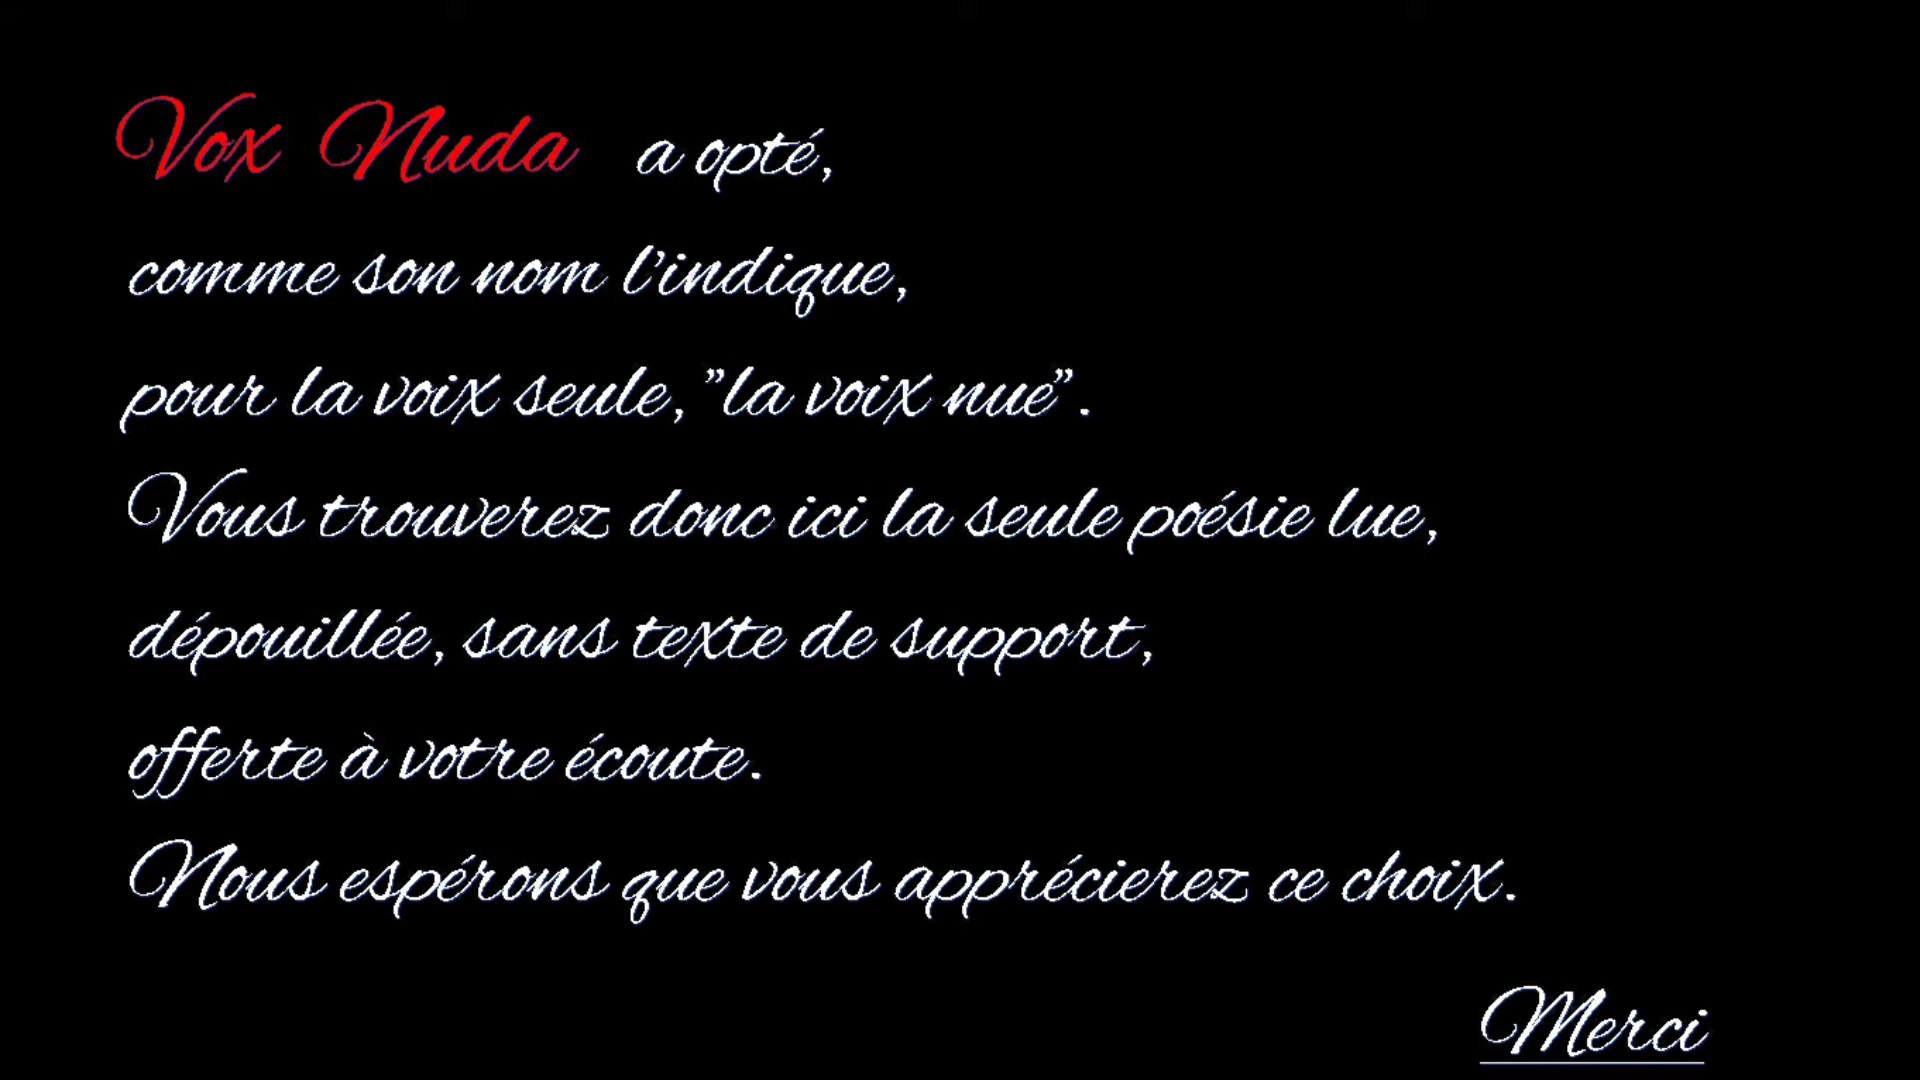 Vox Nuda a opté,
comme son nom l'indique,
pour la voix seule, "la voix nue".
Vous trouverez donc ici la seule poésie lue,
dépouillée, sans texte de support,
offerte à votre écoute.
Nous espérons que vous apprécierez ce choix.
Merci